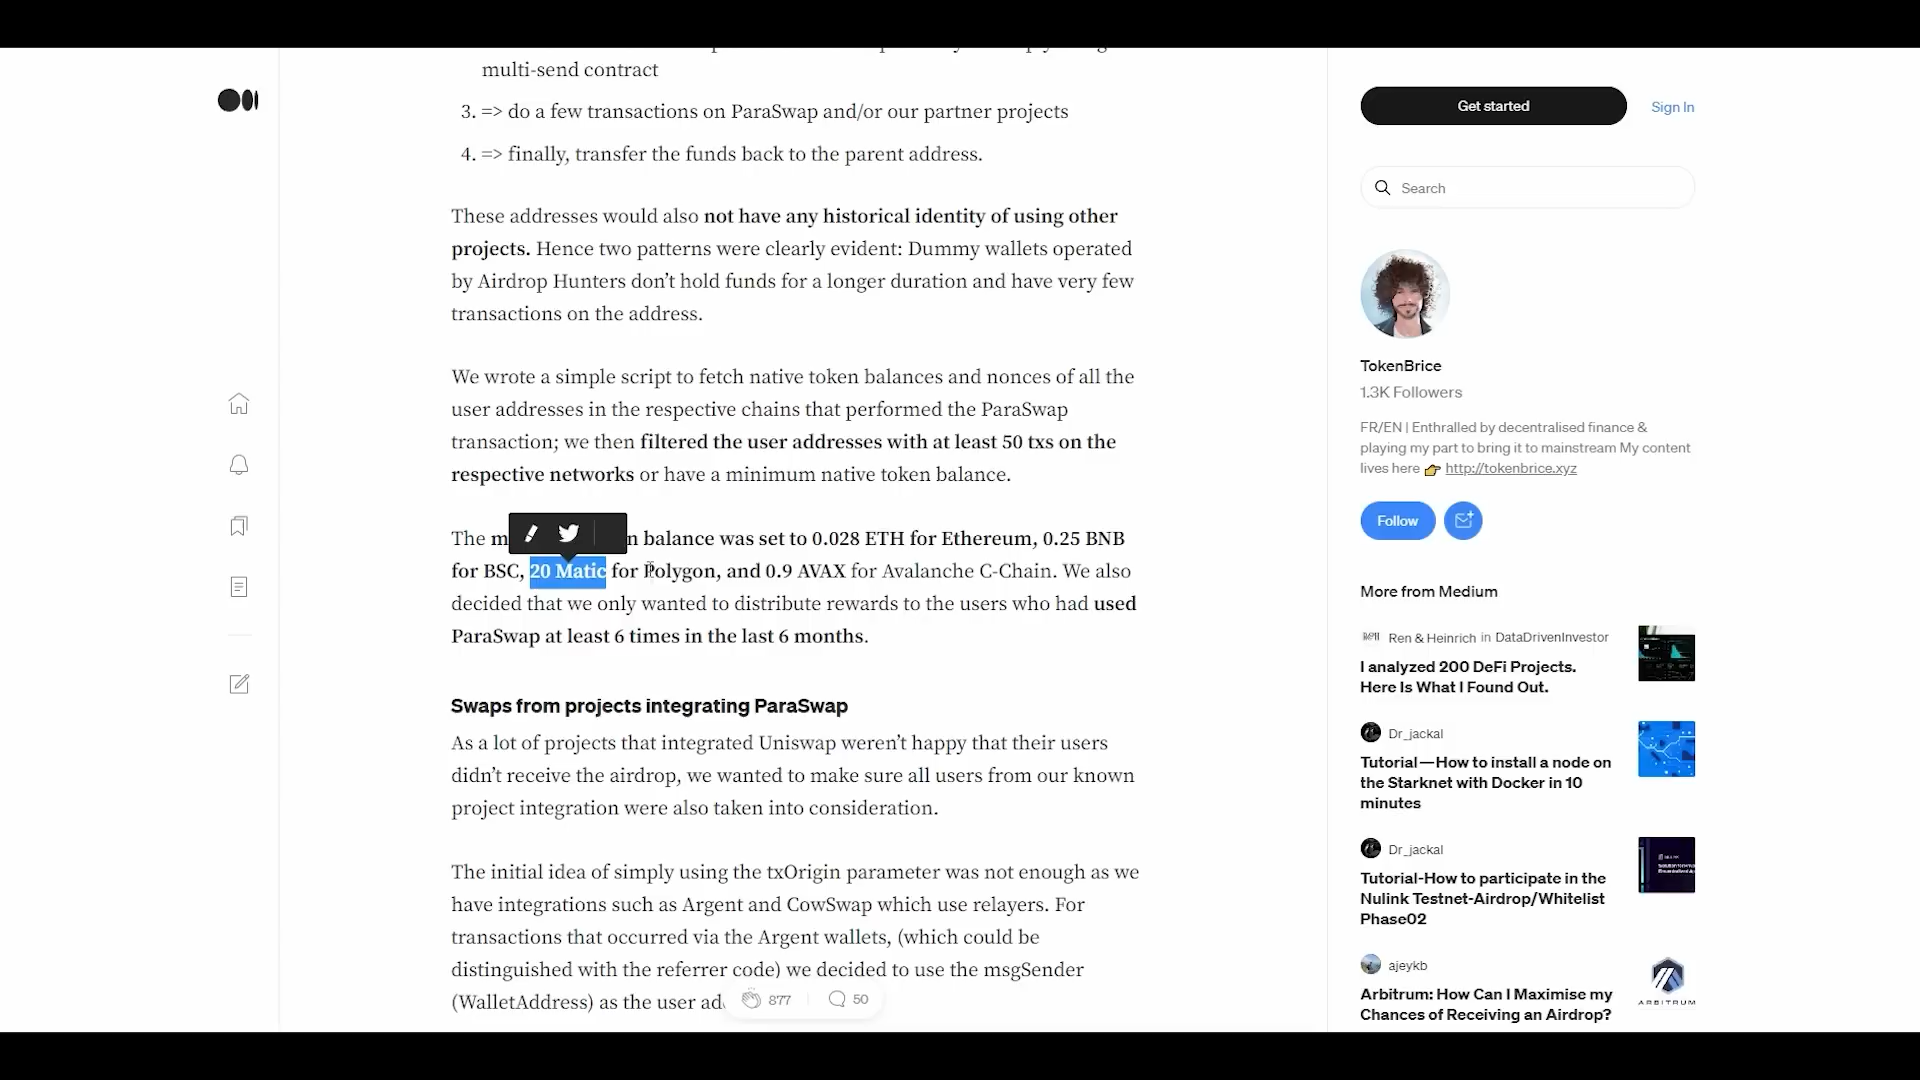 multi-send contract
3. => do a few transactions on ParaSwap and/or our partner projects
4. => finally, transfer the funds back to the parent address.
These addresses would also not have any historical identity of using other
projects. Hence two patterns were clearly evident: Dummy wallets operated
by Airdrop Hunters don’t hold funds for a longer duration and have very few
transactions on the address.
We wrote a simple script to fetch native token balances and nonces of all the
user addresses in the respective chains that performed the ParaSwap
transaction; we then filtered the user addresses with at least 50 txs on the
respective networks or have a minimum native token balance.
The balance was set to 0.028 ETH for Ethereum, 0.25 BNB
for BSC, 20 Matic for Polygon, and 0.9 AVAX for Avalanche C-Chain. We also
decided that we only wanted to distribute rewards to the users who had used
ParaSwap at least 6 times in the last 6 months.
Swaps from projects integrating ParaSwap
As a lot of projects that integrated Uniswap weren’t happy that their users
didn’t receive the airdrop, we wanted to make sure all users from our known
project integration were also taken into consideration.
The initial idea of simply using the txOrigin parameter was not enough as we
have integrations such as Argent and CowSwap which use relayers. For
transactions that occurred via the Argent wallets, (which could be
distinguished with the referrer code) we decided to use the msgSender
(WalletAddress) as the user
877
50
Get started
Sign In
Search
TokenBrice
1.3K Followers
FR/EN | Enthralled by decentralised finance &
playing my part to bring it to mainstream My content
lives here 👉 http://tokenbrice.xyz
Follow
More from Medium
Ren & Heinrich in DataDrivenInvestor
I analyzed 200 DeFi Projects.
Here Is What I Found Out.
Dr_jackal
Tutorial—How to install a node on
the Starknet with Docker in 10
minutes
Dr_jackal
Tutorial-How to participate in the
Nulink Testnet-Airdrop/Whitelist
Phase02
ajeykb
Arbitrum: How Can I Maximise my
Chances of Receiving an Airdrop?
ARBITRUM